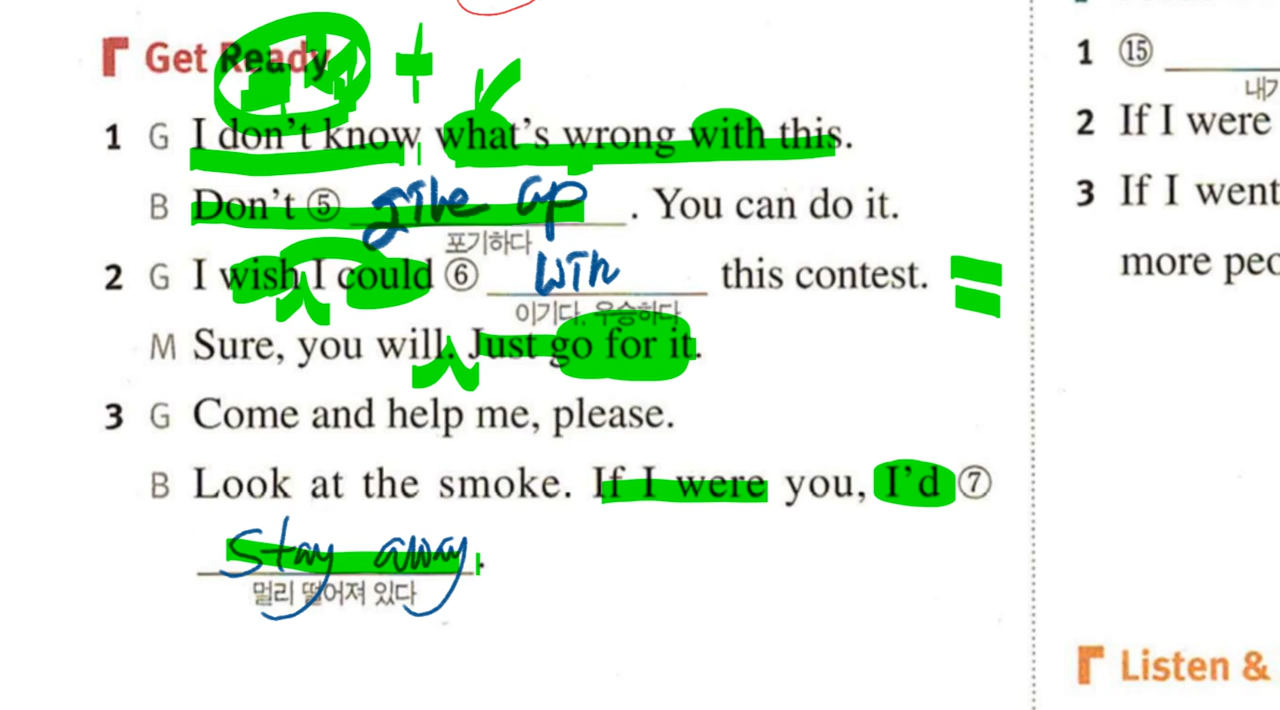 Get Ready
1 G I don't know what's wrong with this.
B Don't ⑤ give up . You can do it.
포기하다
2 G I wish I could ⑥ win this contest.
이기다, 우승하다
M Sure, you will. Just go for it.
3 G Come and help me, please.
B Look at the smoke. If I were you, I'd ⑦
stay away.
멀리 떨어져 있다
1 ⑮
내가
2 If I were
3 If I went
more peo
Listen &